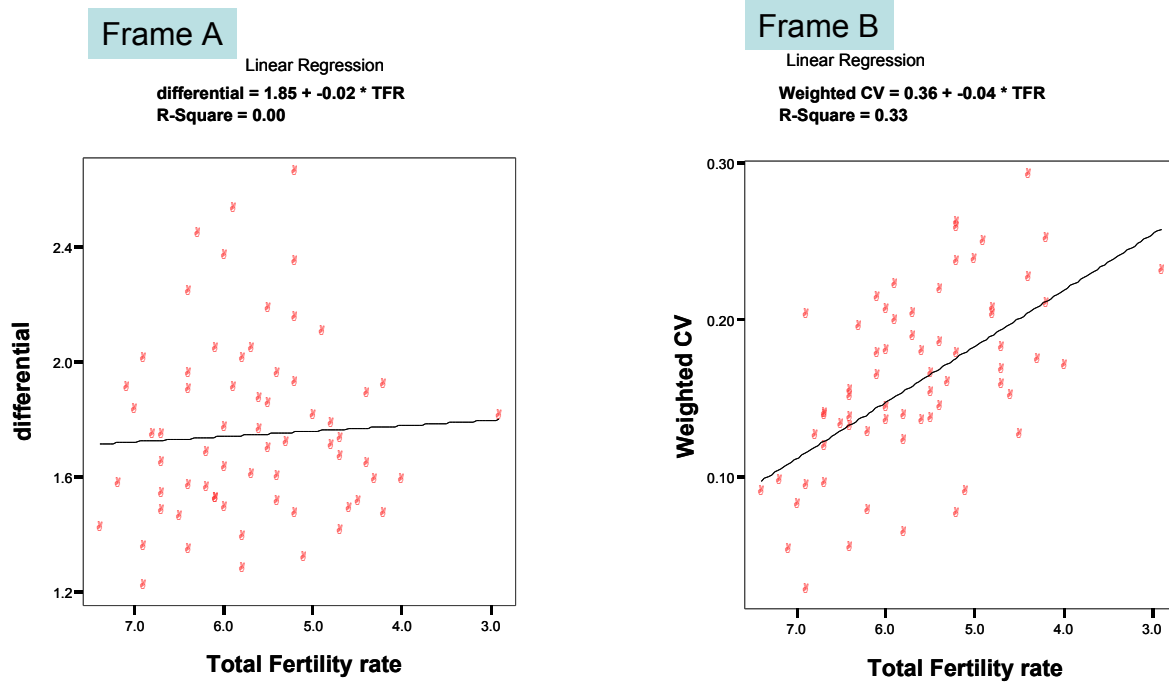 Frame A
Linear Regression
differential = 1.85 + -0.02 * TFR
R-Square = 0.00
2.4
2.0
1.6
1.2
differential
7.0 6.0 5.0 4.0 3.0
Total Fertility rate
Frame B
Linear Regression
Weighted CV = 0.36 + -0.04 * TFR
R-Square = 0.33
0.30
0.20
0.10
Weighted CV
7.0 6.0 5.0 4.0 3.0
Total Fertility rate